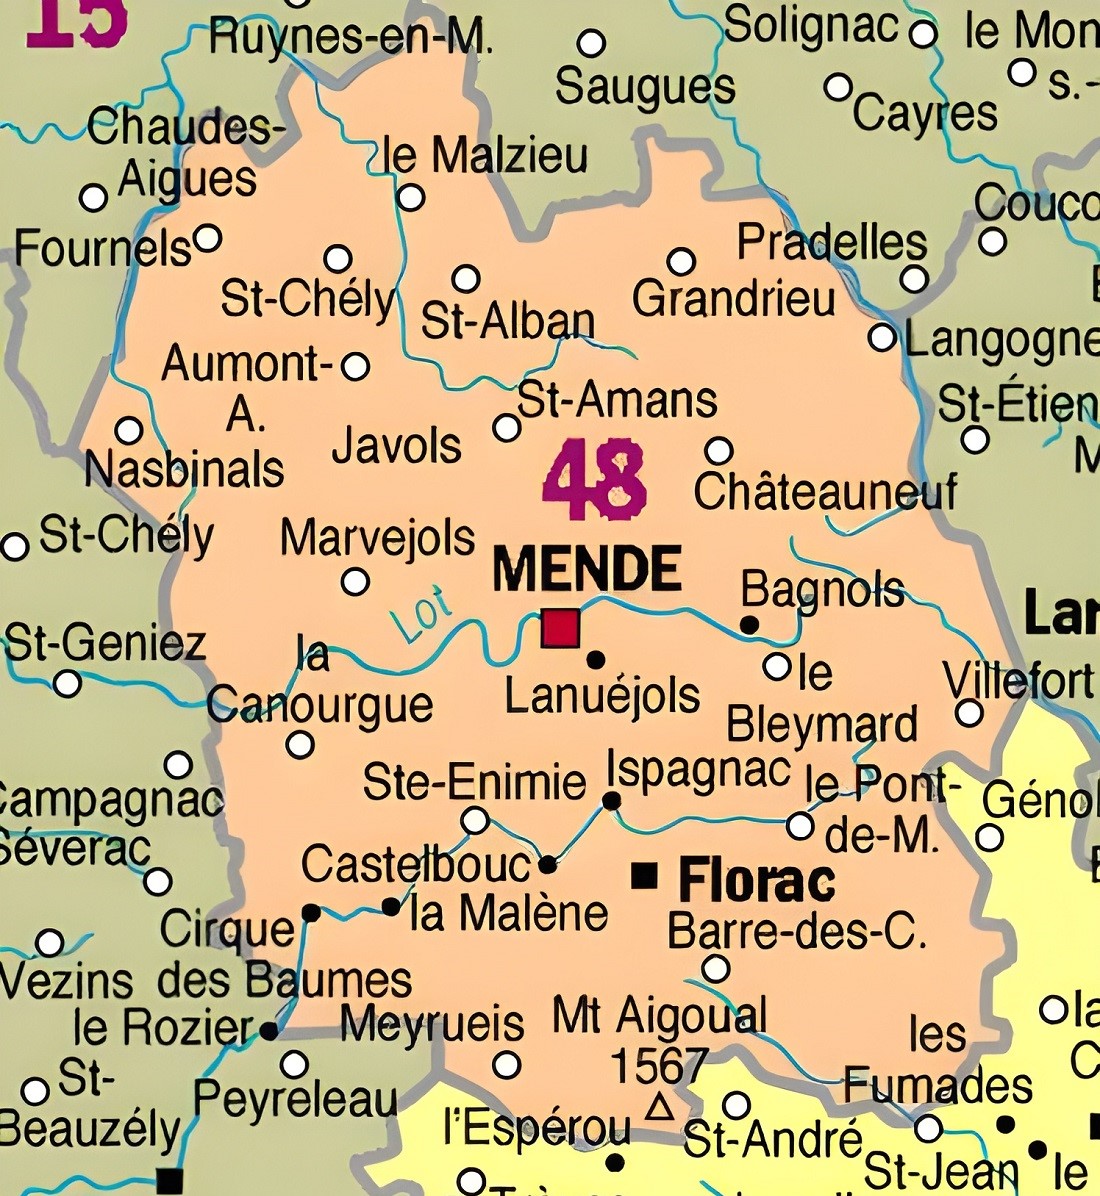 15
Ruynes-en-M.
Solignac
le Mon
Saugues
s.-
Cayres
Chaudes-
Aigues
le Malzieu
Couco
Fournels
Pradelles
St-Chély
St-Alban
Grandrieu
Langogne
Aumont-
A.
St-Amans
St-Étien
M
Javols
48
Nasbinals
Châteauneuf
St-Chély
Marvejols
MENDE
Bagnols
Lar
Lot
St-Geniez
la
Canourgue
Lanuéjols
le
Bleymard
Villefort
Campagnac
Ste-Enimie
Ispagnac
le Pont-
de-M.
Génol
Séverac
Castelbouc
Florac
la Malène
Barre-des-C.
Cirque
des Baumes
Vezins
le Rozier
Meyrueis
Mt Aigoual
1567
les
Fumades
la
C
St-
Beauzély
Peyreleau
l'Espérou
St-André
St-Jean
le